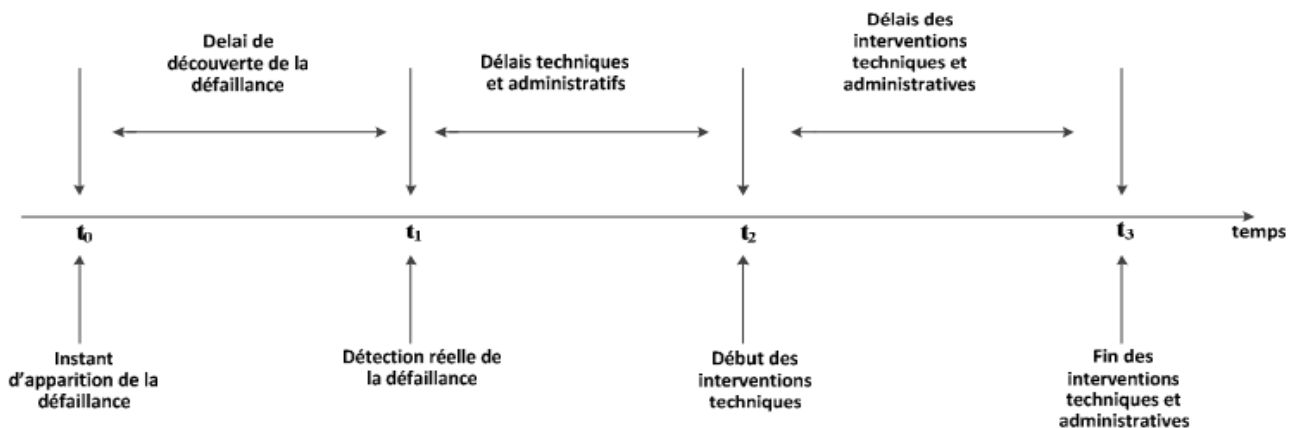 Delai de
découverte de la
défaillance
Délais techniques
et administratifs
Délais des
interventions
techniques et
administratives
t₀
t₁
t₂
t₃
temps
Instant
d'apparition de la
défaillance
Détection réelle de
la défaillance
Début des
interventions
techniques
Fin des
interventions
techniques et
administratives